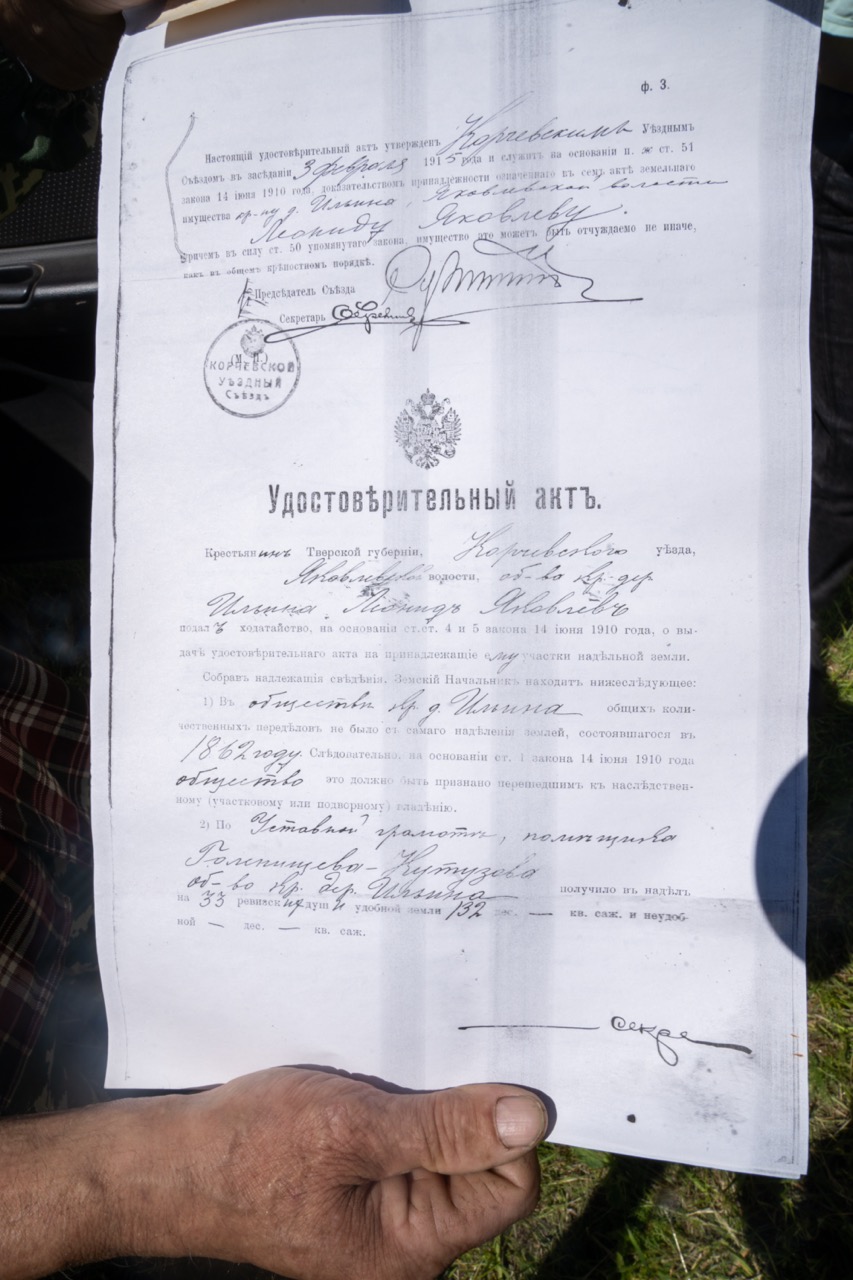 ф. 3.
Настоящій удостовѣрительный актъ утвержденъ Корчевскимъ Уѣзднымъ
Съѣздомъ въ засѣданіи 3 февраля 1915 года и служитъ на основаніи п. ж ст. 51
закона 14 іюня 1910 года, доказательствомъ принадлежности означеннаго въ семъ актѣ земельнаго
имущества кр-ну д. Ильина, Яковлевской волости
Леониду Яковлеву.
причемъ въ силу ст. 50 упомянутаго закона, имущество это можетъ быть отчуждаемо не иначе,
какъ въ общемъ крѣпостномъ порядкѣ.
Предсѣдатель Съѣзда
Секретарь
(М. П.)
КОРЧЕВСКОЙ
УѢЗДНЫЙ
Съѣздъ
Удостовѣрительный актъ.
Крестьянинъ Тверской губерніи, Корчевского уѣзда,
Яковлевской волости, об-во кр. дер
Ильина Леонидъ Яковлевъ
подалъ ходатайство, на основаніи ст.ст. 4 и 5 закона 14 іюня 1910 года, о вы-
дачѣ удостовѣрительнаго акта на принадлежащіе ему участки надѣльной земли.
Собравъ надлежащія свѣдѣнія, Земскій Начальникъ находитъ нижеслѣдующее:
1) Въ обществѣ кр. д. Ильина общихъ коли-
чественныхъ передѣловъ не было съ самаго надѣленія землей, состоявшагося въ
1862 году Слѣдовательно, на основаніи ст. 1 закона 14 іюня 1910 года
общество это должно быть признано перешедшимъ къ наслѣдствен-
ному (участковому или подворному) владѣнію.
2) По Уставной грамотѣ, помѣщика
Голенищева-Кутузова
об-во кр. дер. Ильина получило въ надѣлъ
на 33 ревизскихъ души удобной земли 132 — кв. саж. и неудоб-
ной — дес. — кв. саж.